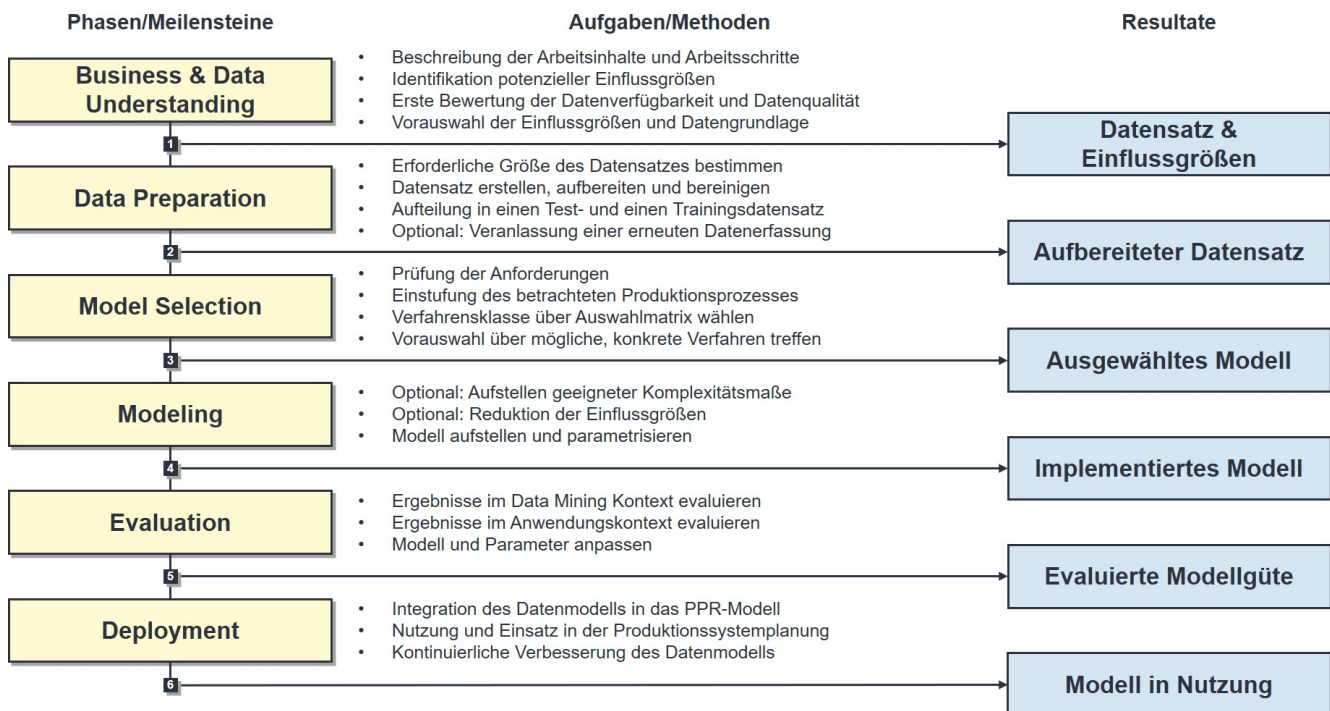 Phasen/Meilensteine
Aufgaben/Methoden
Resultate
Business & Data
Understanding
• Beschreibung der Arbeitsinhalte und Arbeitsschritte
• Identifikation potenzieller Einflussgrößen
• Erste Bewertung der Datenverfügbarkeit und Datenqualität
• Vorauswahl der Einflussgrößen und Datengrundlage
1
Datensatz &
Einflussgrößen
Data Preparation
• Erforderliche Größe des Datensatzes bestimmen
• Datensatz erstellen, aufbereiten und bereinigen
• Aufteilung in einen Test- und einen Trainingsdatensatz
• Optional: Veranlassung einer erneuten Datenerfassung
2
Aufbereiteter Datensatz
Model Selection
• Prüfung der Anforderungen
• Einstufung des betrachteten Produktionsprozesses
• Verfahrensklasse über Auswahlmatrix wählen
• Vorauswahl über mögliche, konkrete Verfahren treffen
3
Ausgewähltes Modell
Modeling
• Optional: Aufstellen geeigneter Komplexitätsmaße
• Optional: Reduktion der Einflussgrößen
• Modell aufstellen und parametrisieren
4
Implementiertes Modell
Evaluation
• Ergebnisse im Data Mining Kontext evaluieren
• Ergebnisse im Anwendungskontext evaluieren
• Modell und Parameter anpassen
5
Evaluierte Modellgüte
Deployment
• Integration des Datenmodells in das PPR-Modell
• Nutzung und Einsatz in der Produktionssystemplanung
• Kontinuierliche Verbesserung des Datenmodells
6
Modell in Nutzung